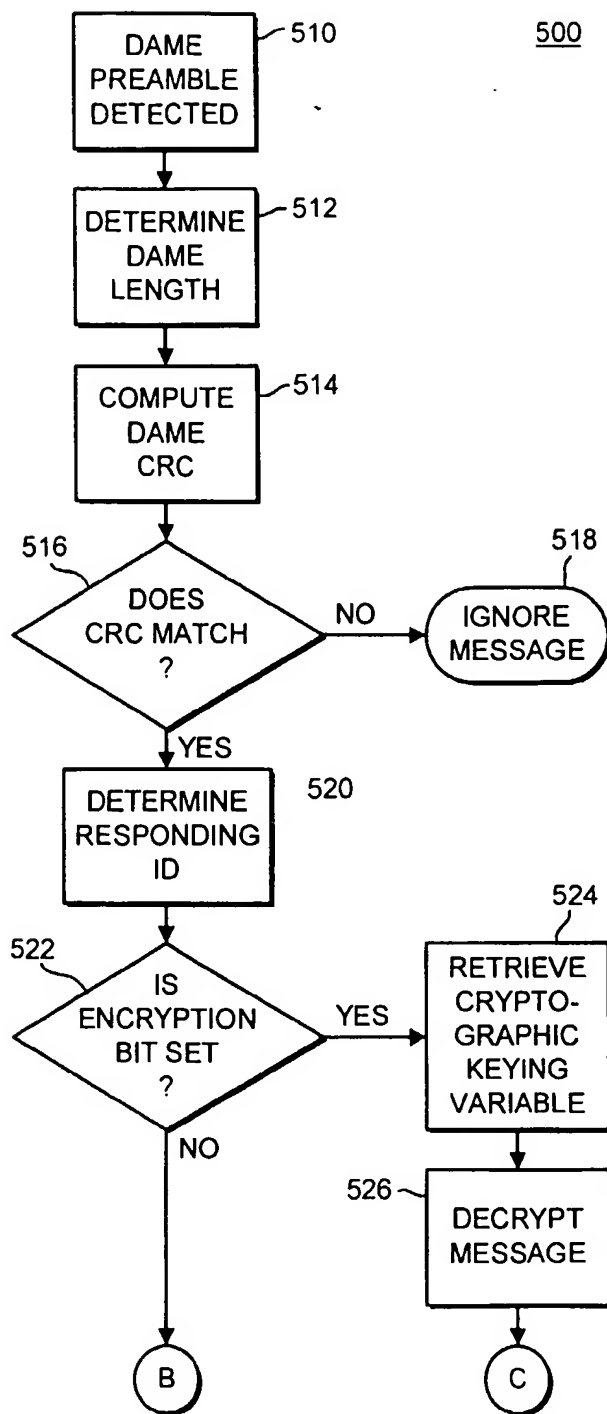 500
510
DAME
PREAMBLE
DETECTED
512
DETERMINE
DAME
LENGTH
514
COMPUTE
DAME
CRC
516
DOES
CRC MATCH
?
NO
518
IGNORE
MESSAGE
YES
520
DETERMINE
RESPONDING
ID
522
IS
ENCRYPTION
BIT SET
?
YES
524
RETRIEVE
CRYPTO-
GRAPHIC
KEYING
VARIABLE
NO
526
DECRYPT
MESSAGE
B
C